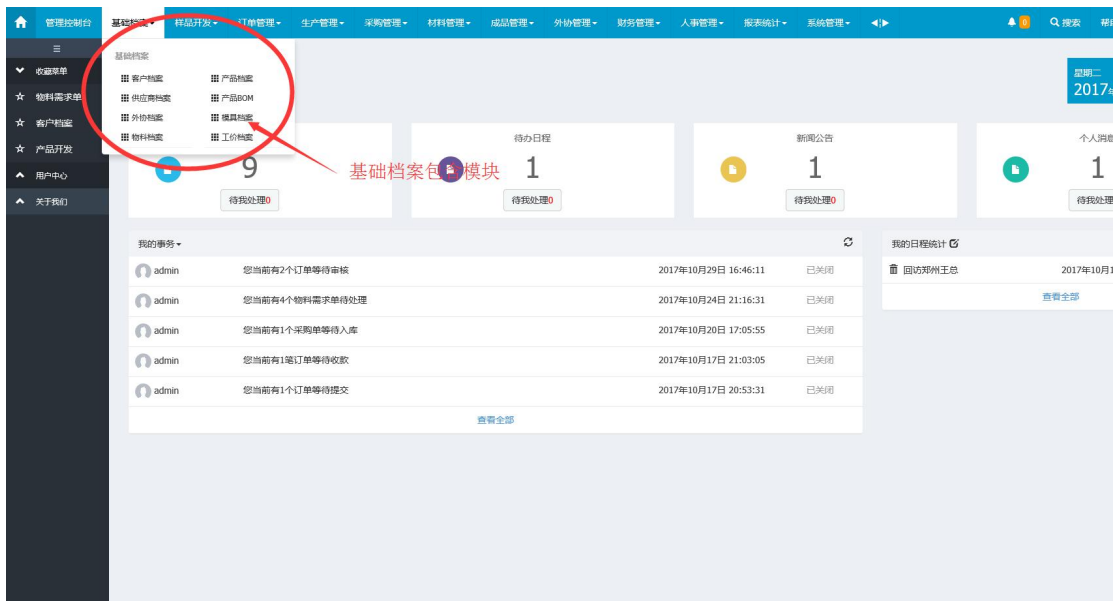 管理控制台 基础档案 样品开发 订单管理 生产管理 采购管理 材料管理 成品管理 外协管理 财务管理 人事管理 报表统计 系统管理 0 搜索 帮
收藏菜单
物料需求单
客户档案
产品开发
用户中心
关于我们
基础档案
客户档案 产品档案
供应商档案 产品BOM
外协档案 模具档案
物料档案 工价档案
星期二
2017年
待办日程 新闻公告 个人消息
9 1 1 1
基础档案包含模块
待我处理0 待我处理0 待我处理0 待我处理
我的事务 我的日程统计
admin 您当前有2个订单等待审核 2017年10月29日 16:46:11 已关闭
回访郑州王总 2017年10月1
admin 您当前有4个物料需求单待处理 2017年10月24日 21:16:31 已关闭
查看全部
admin 您当前有1个采购单等待入库 2017年10月20日 17:05:55 已关闭
admin 您当前有1笔订单等待收款 2017年10月17日 21:03:05 已关闭
admin 您当前有1个订单等待提交 2017年10月17日 20:53:31 已关闭
查看全部